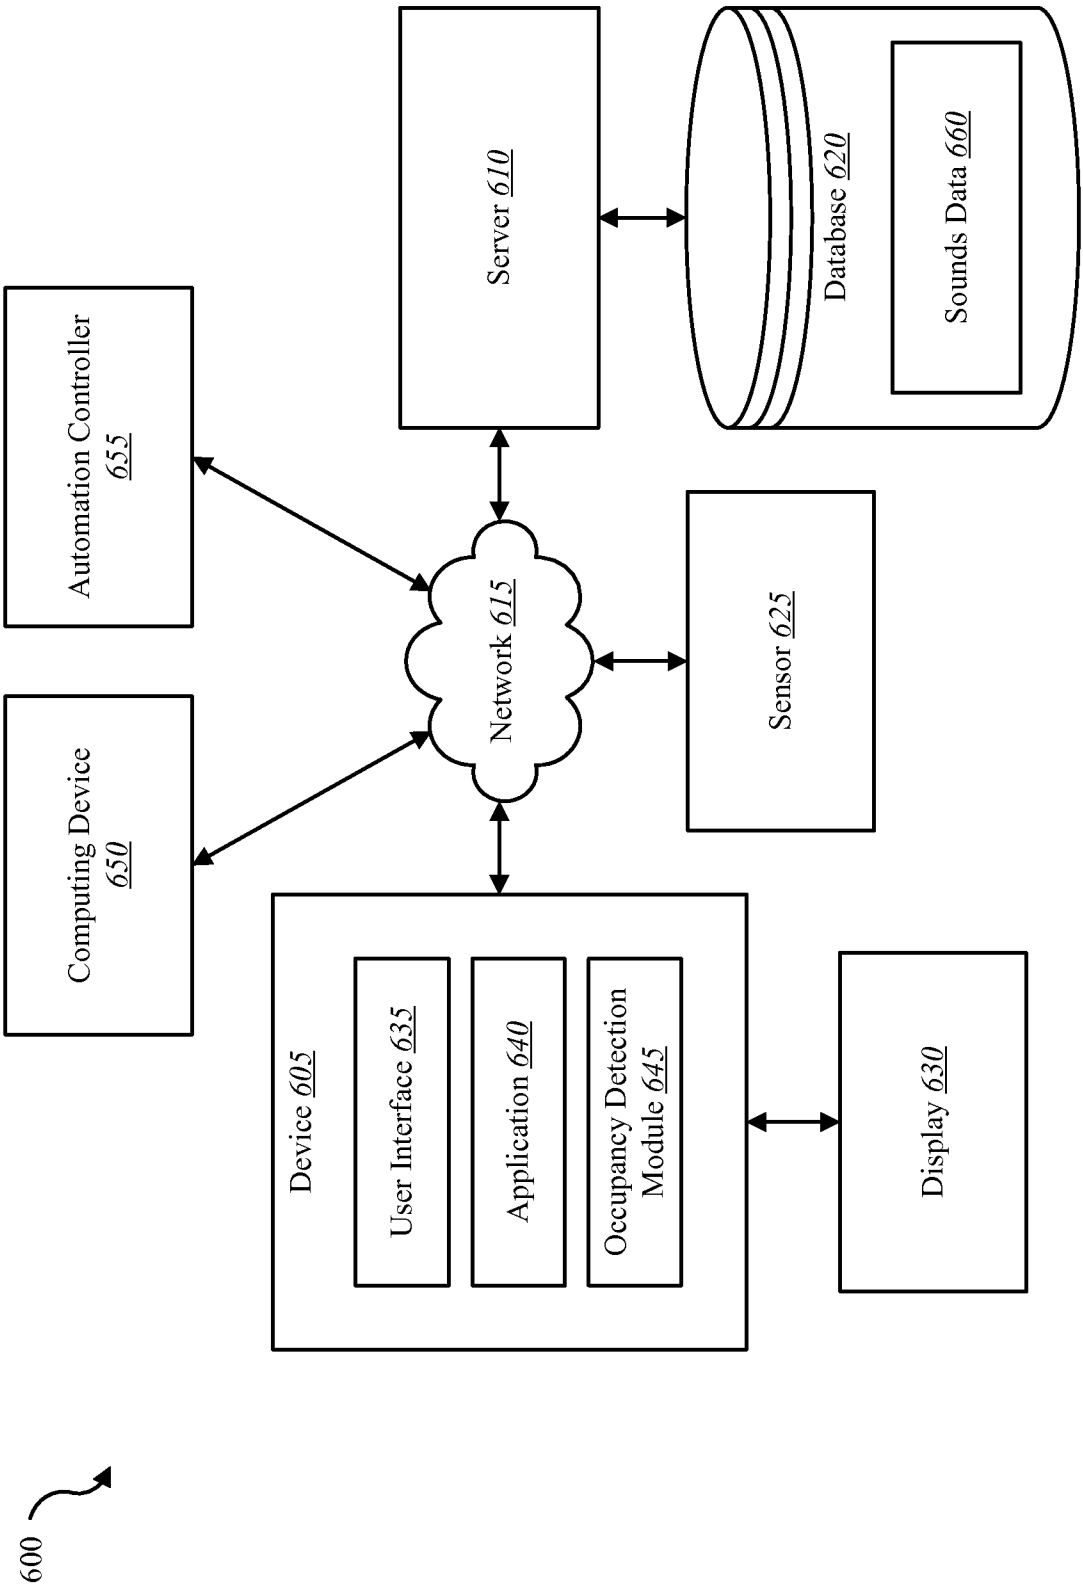 600
Computing Device
650
Automation Controller
655
Device 605
User Interface 635
Application 640
Occupancy Detection
Module 645
Network 615
Server 610
Display 630
Sensor 625
Database 620
Sounds Data 660